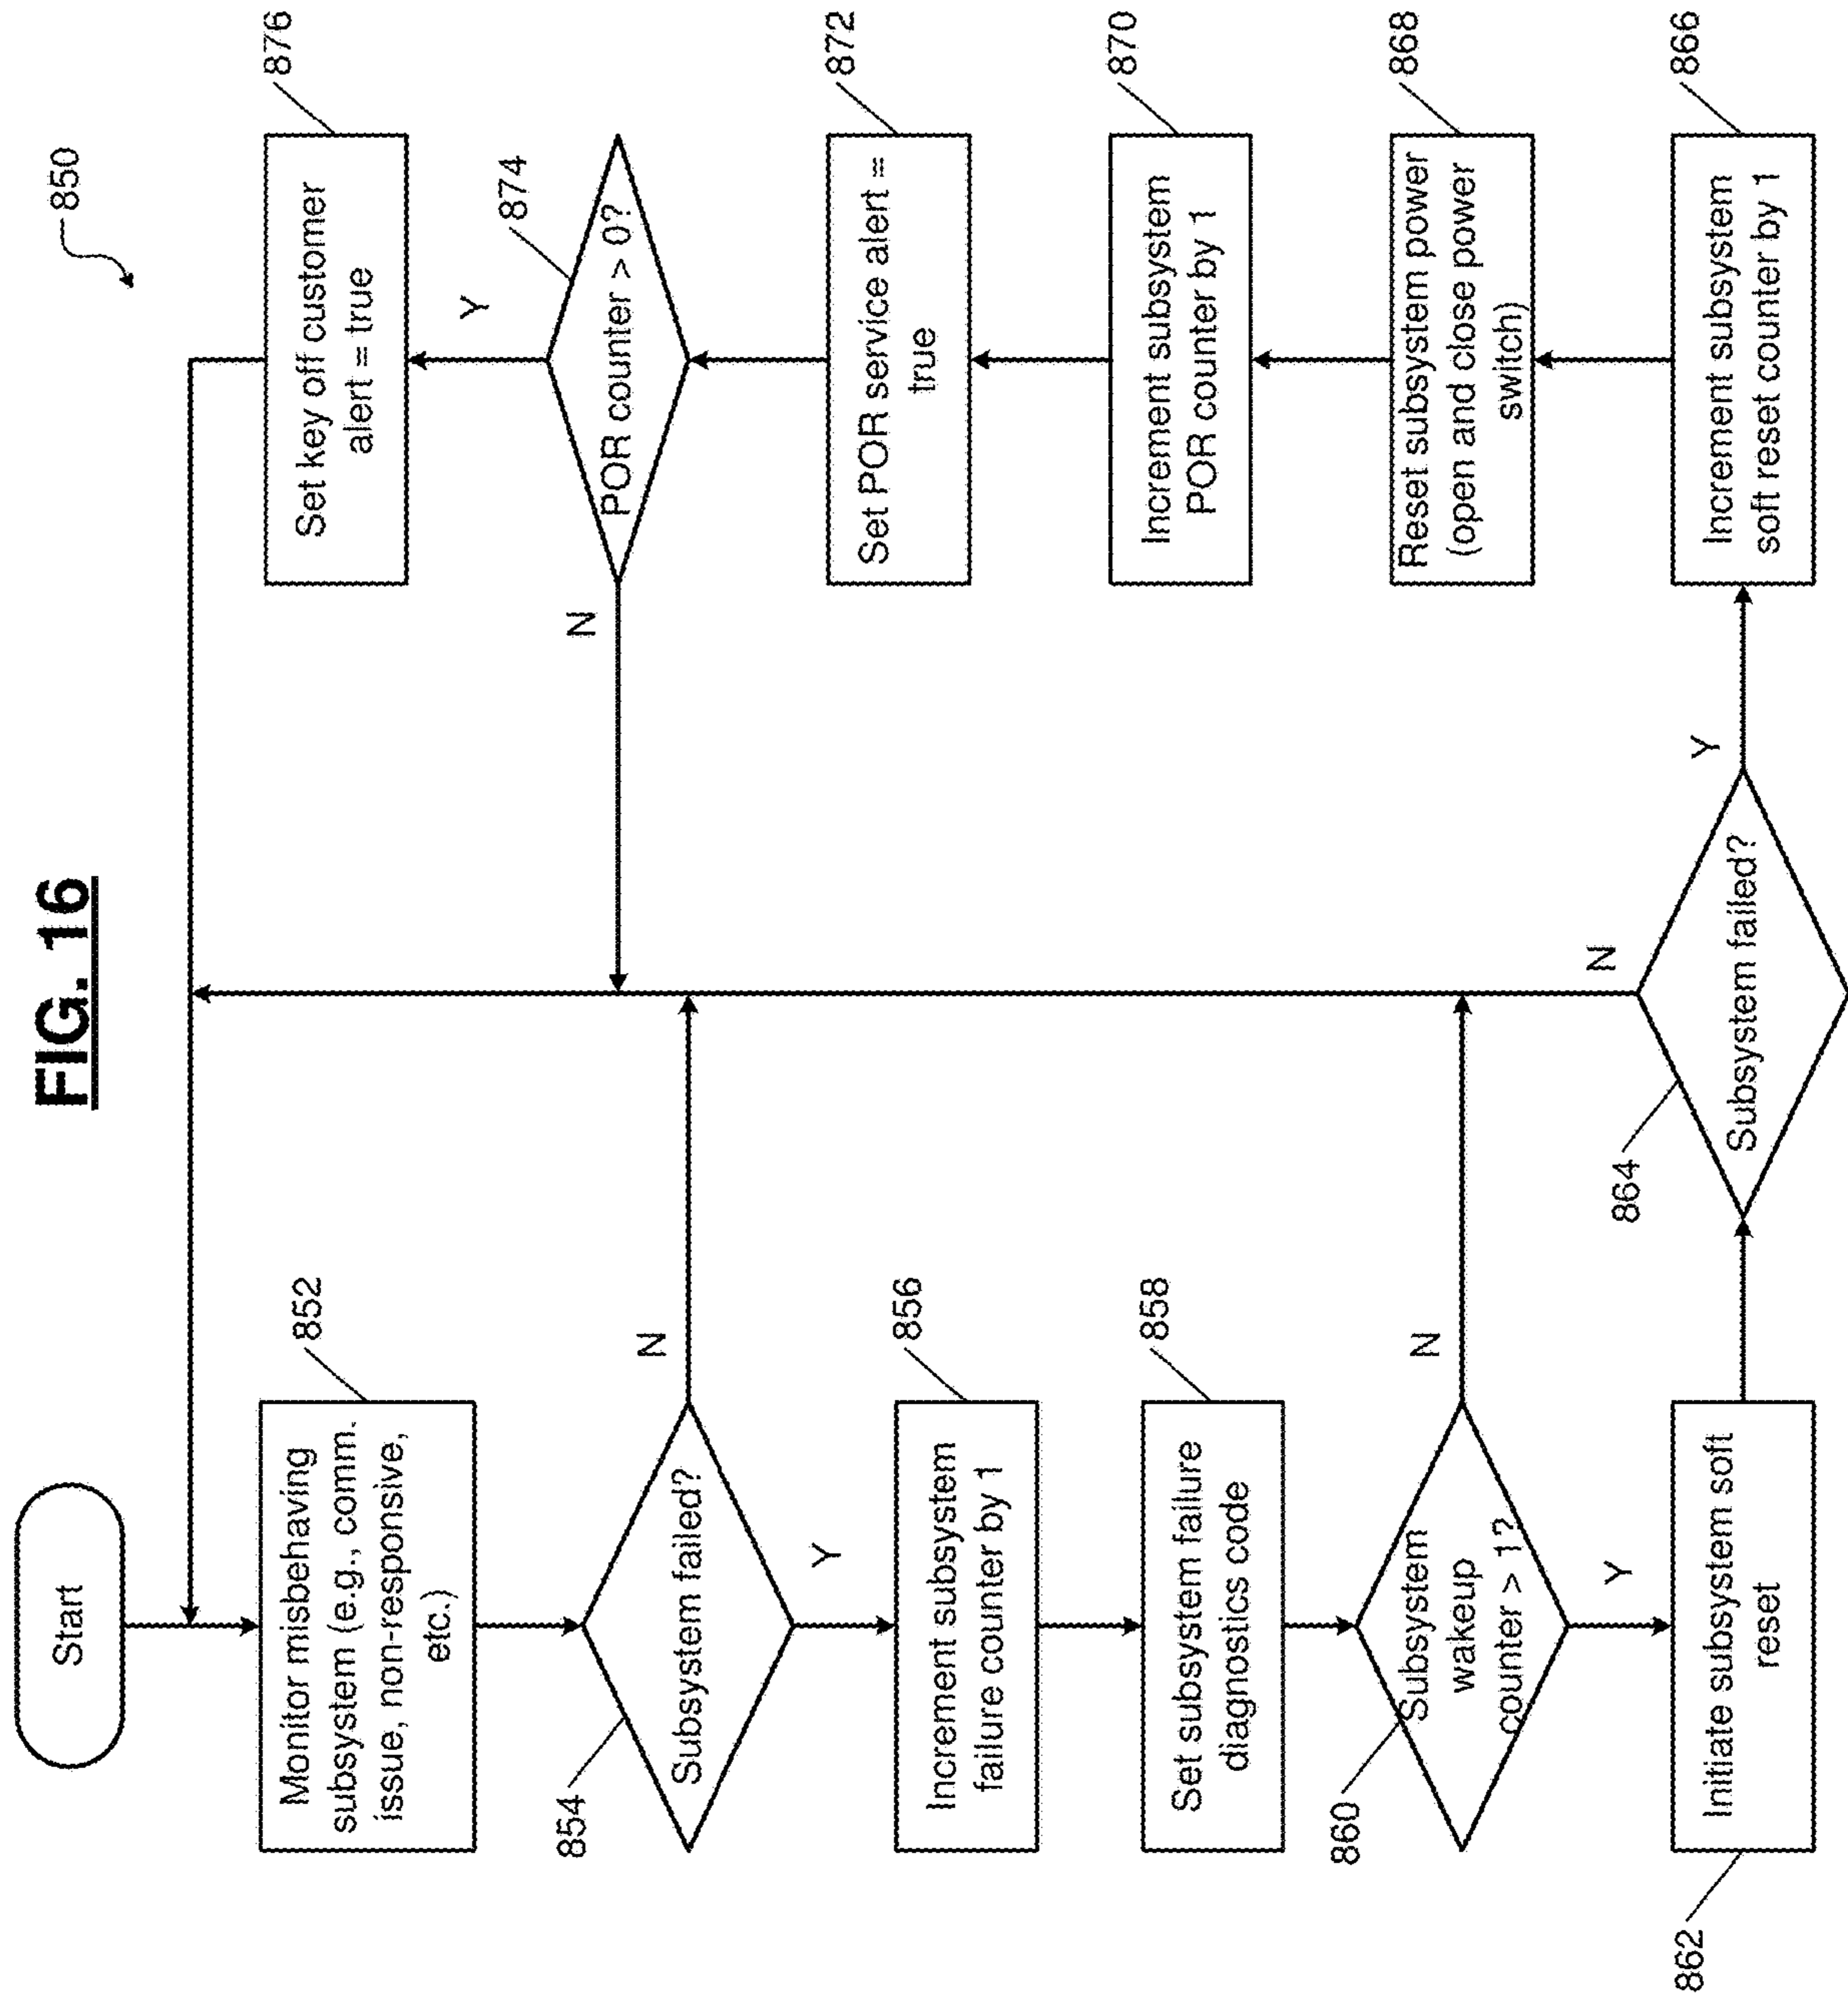 FIG. 16
850
Start
Monitor misbehaving
subsystem (e.g., comm.
issue, non-responsive,
etc.)
852
Subsystem failed?
854
N
Y
Increment subsystem
failure counter by 1
856
Set subsystem failure
diagnostics code
858
Subsystem
wakeup
counter > 1?
860
N
Y
Initiate subsystem soft
reset
862
Subsystem failed?
864
N
Y
Increment subsystem
soft reset counter by 1
866
Reset subsystem power
(open and close power
switch)
868
Increment subsystem
POR counter by 1
870
Set POR service alert =
true
872
POR counter > 0?
874
N
Y
Set key off customer
alert = true
876